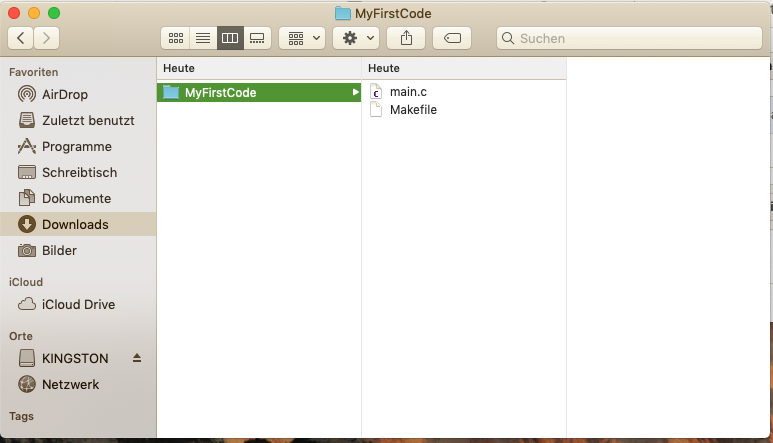 MyFirstCode
Suchen
Favoriten
AirDrop
Zuletzt benutzt
Programme
Schreibtisch
Dokumente
Downloads
Bilder
iCloud
iCloud Drive
Orte
KINGSTON
Netzwerk
Tags
Heute
MyFirstCode
Heute
main.c
Makefile